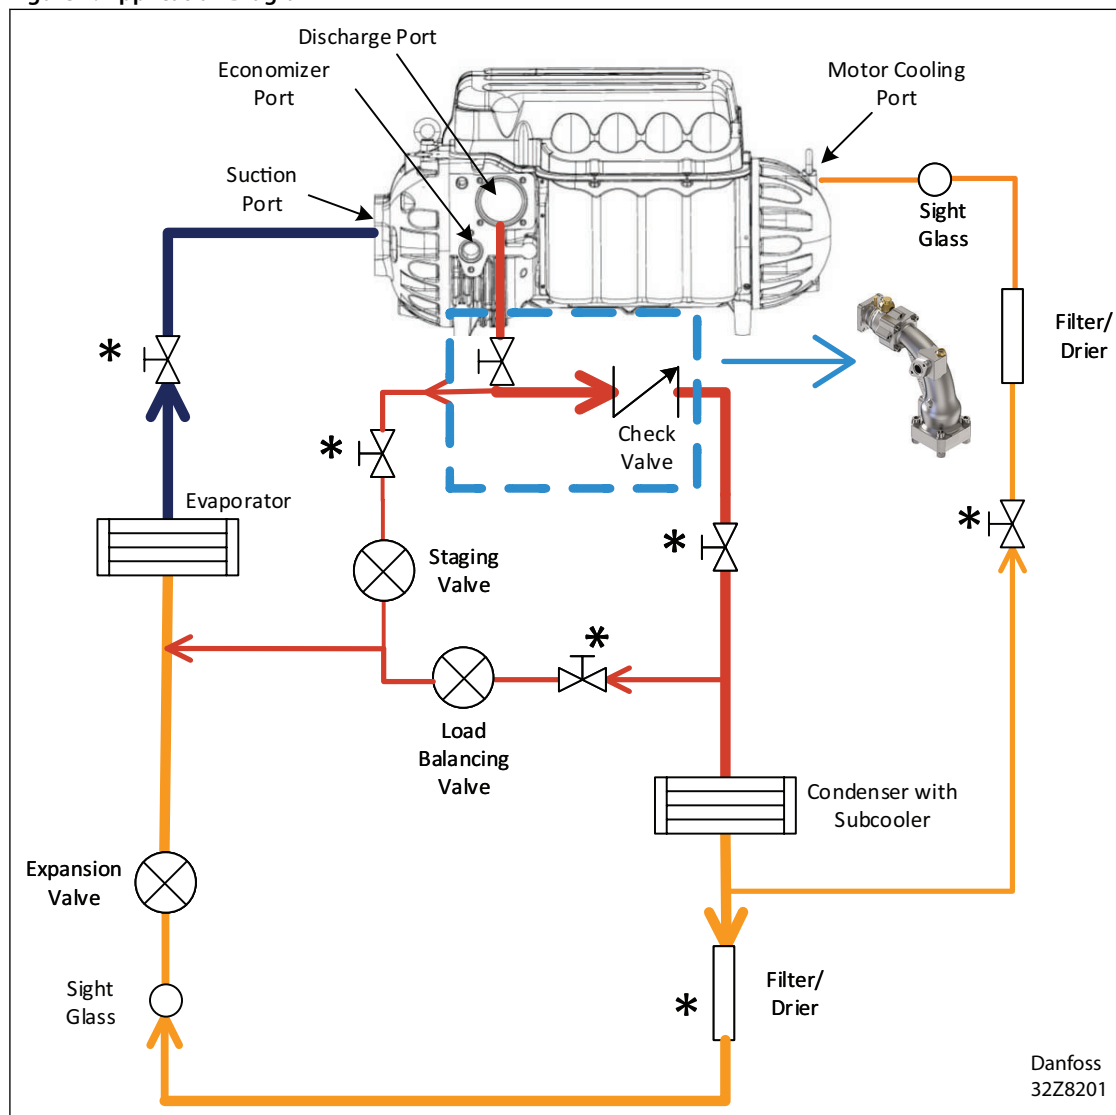 Discharge Port
Economizer
Port
Motor Cooling
Port
Suction
Port
Sight
Glass
Filter/
Drier
*
*
Check
Valve
*
*
Evaporator
Staging
Valve
*
Load
Balancing
Valve
Condenser with
Subcooler
Expansion
Valve
Sight
Glass
*
Filter/
Drier
Danfoss
32Z8201